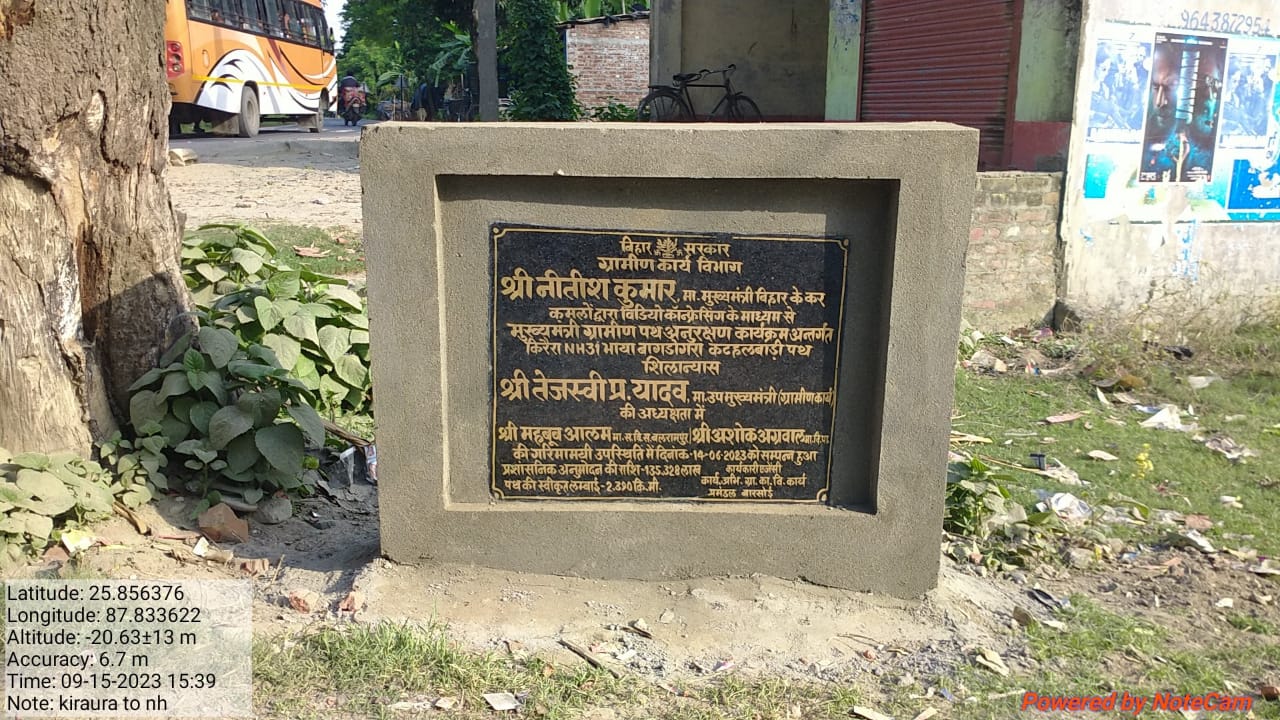 9643872954
बिहार सरकार
ग्रामीण कार्य विभाग
श्री नीतीश कुमार, मा. मुख्यमंत्री बिहार के कर
कमलों द्वारा विडियो कॉन्फ्रेसिंग के माध्यम से
मुख्यमंत्री ग्रामीण पथ अनुरक्षण कार्यक्रम अन्तर्गत
किरैरा NH31 भाया बागडोगरा कटहलबाड़ी पथ
शिलान्यास
श्री तेजस्वी प्र. यादव, मा. उप मुख्यमंत्री (ग्रामीण कार्य)
की अध्यक्षता में
श्री महबूब आलम मा. स. वि. स. बलरामपुर श्री अशोक अग्रवाल
की गरिमामयी उपस्थिति में दिनांक-14-06-2023 को सम्पन्न हुआ
प्रशासनिक अनुमोदन की राशि-135.328 लाख कार्यकारी एजेंसी
पथ की स्वीकृत लम्बाई-2.390 कि.मी. कार्य. अभि. ग्रा. का. वि. कार्य
प्रमंडल बारसोई
Latitude: 25.856376
Longitude: 87.833622
Altitude: -20.63±13 m
Accuracy: 6.7 m
Time: 09-15-2023 15:39
Note: kiraura to nh
Powered by NoteCam